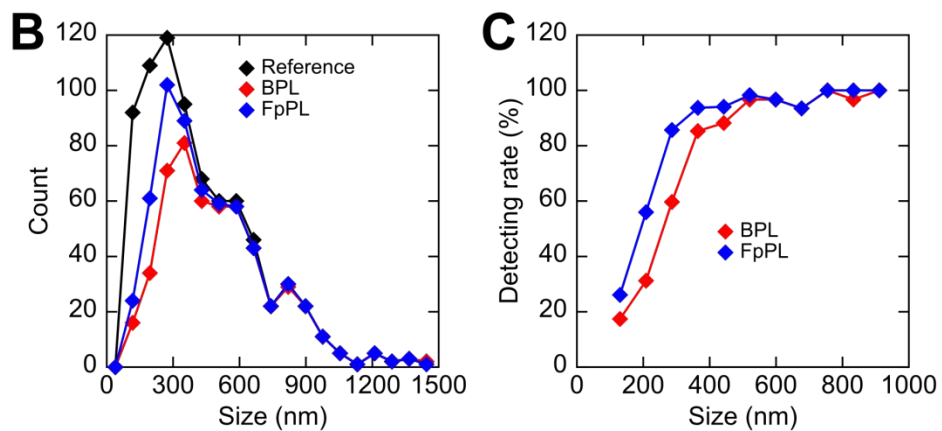 B
120
100
80
60
40
20
0
Count
Reference
BPL
FpPL
0 300 600 900 1200 1500
Size (nm)
C
100
80
60
40
20
0
120
Detecting rate (%)
BPL
FpPL
0 200 400 600 800 1000
Size (nm)